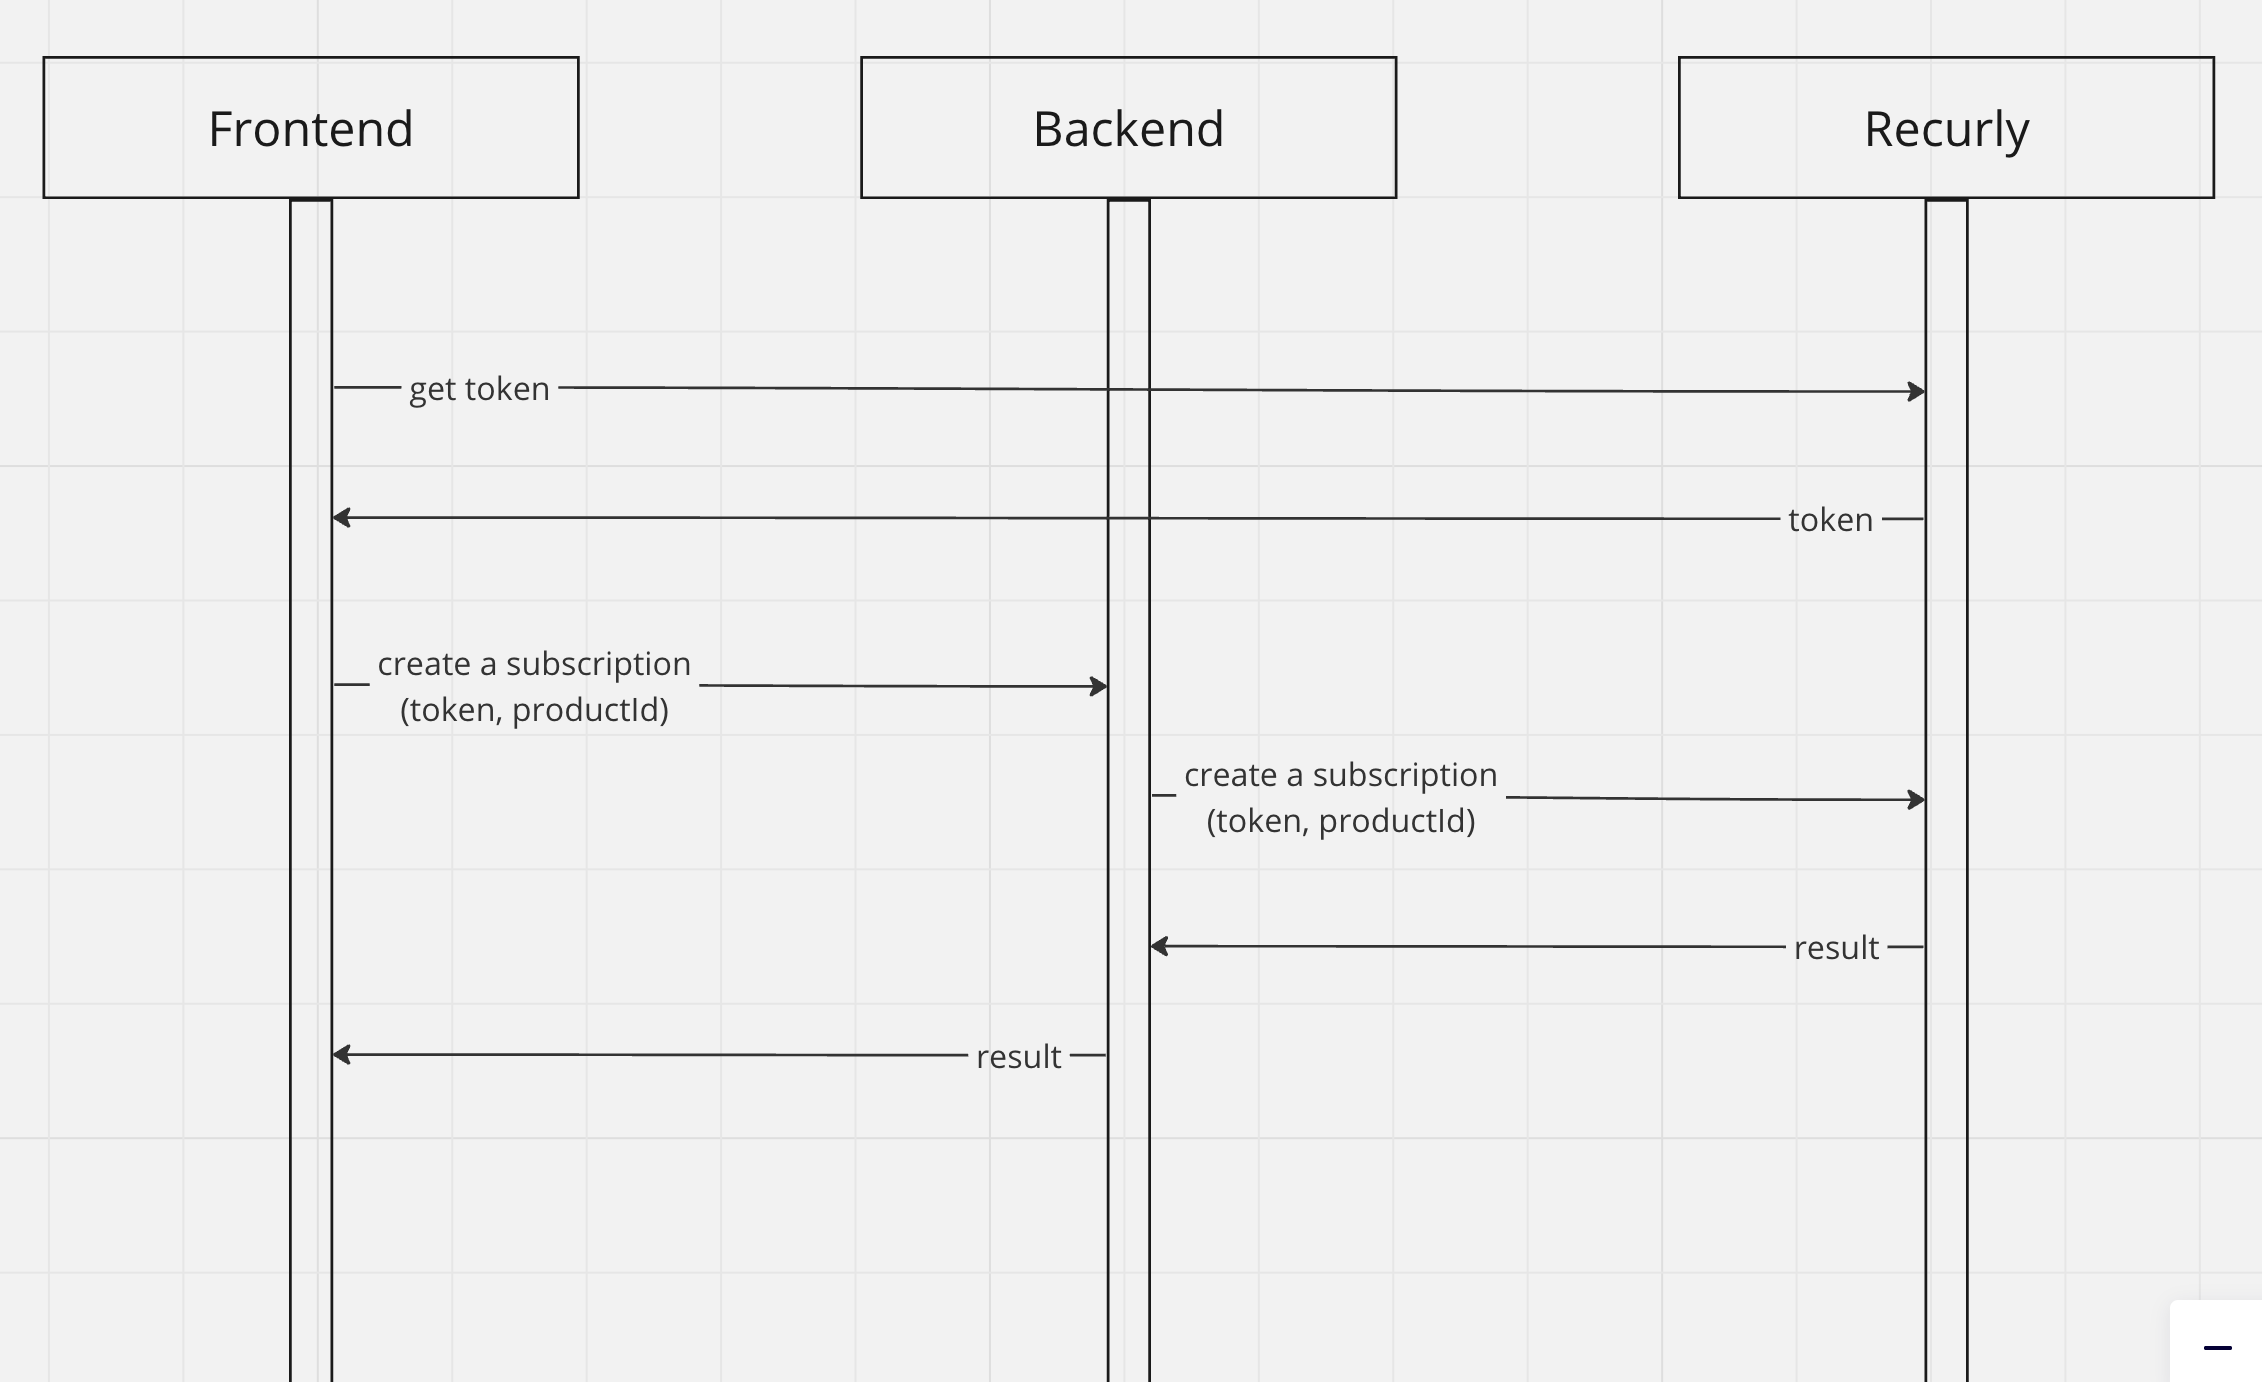 Frontend
Backend
Recurly
get token
token
create a subscription
(token, productId)
create a subscription
(token, productId)
result
result